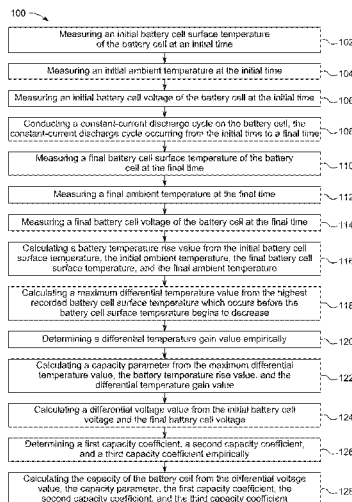 100
Measuring an initial battery cell surface temperature
of the battery cell at an initial time
102
Measuring an initial ambient temperature at the initial time
104
Measuring an initial battery cell voltage of the battery cell at the initial time
106
Conducting a constant-current discharge cycle on the battery cell, the
constant-current discharge cycle occurring from the initial time to a final time
108
Measuring a final battery cell surface temperature of the battery
cell at the final time
110
Measuring a final ambient temperature at the final time
112
Measuring a final battery cell voltage of the battery cell at the final time
114
Calculating a battery temperature rise value from the initial battery cell
surface temperature, the initial ambient temperature, the final battery cell
surface temperature, and the final ambient temperature
116
Calculating a maximum differential temperature value from the highest
recorded battery cell surface temperature which occurs before the
battery cell surface temperature begins to decrease
118
Determining a differential temperature gain value empirically
120
Calculating a capacity parameter from the maximum differential
temperature value, the battery temperature rise value, and the
differential temperature gain value
122
Calculating a differential voltage value from the initial battery cell
voltage and the final battery cell voltage
124
Determining a first capacity coefficient, a second capacity coefficient,
and a third capacity coefficient empirically
126
Calculating the capacity of the battery cell from the differential voltage
value, the capacity parameter, the first capacity coefficient, the
second capacity coefficient, and the third capacity coefficient
128